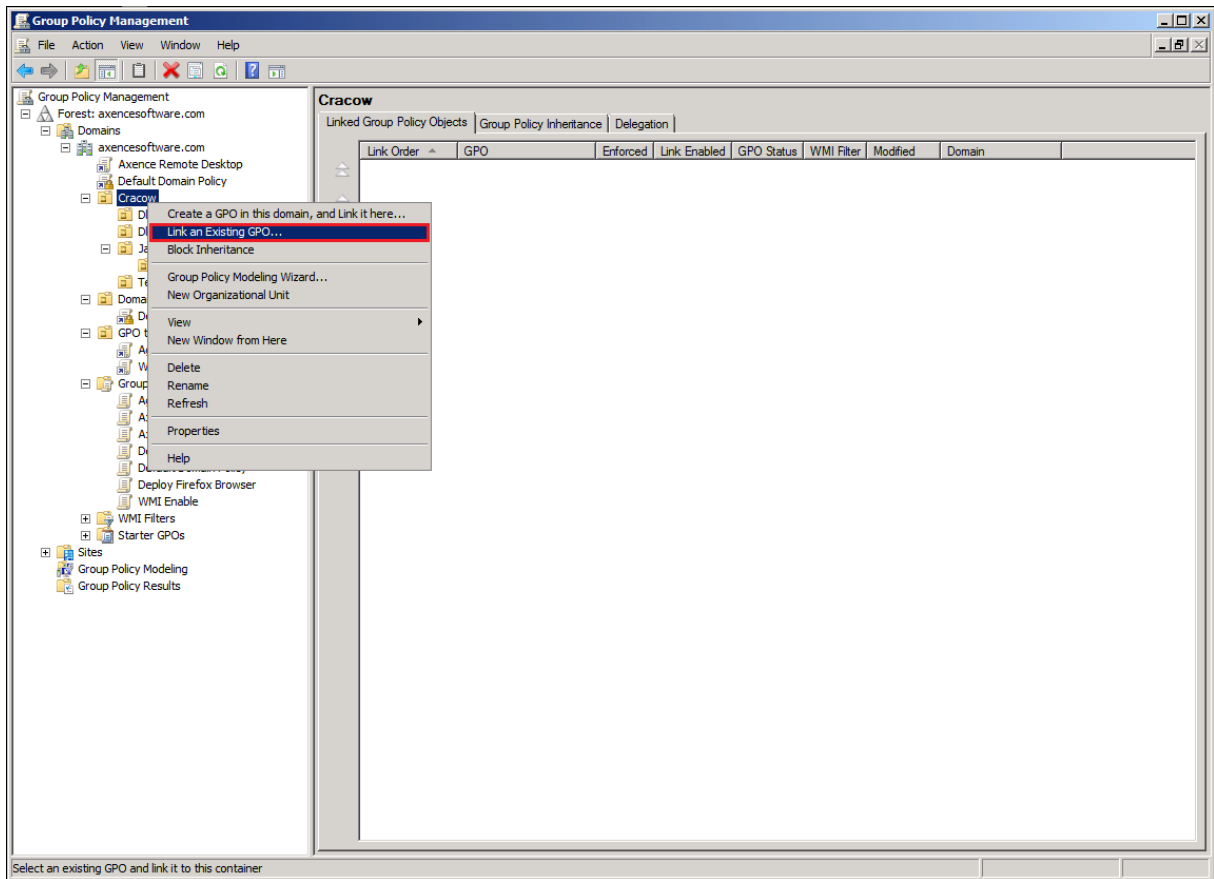 Group Policy Management
File Action View Window Help
Group Policy Management
Forest: axencesoftware.com
Domains
axencesoftware.com
Axence Remote Desktop
Default Domain Policy
Cracow
Create a GPO in this domain, and Link it here...
Link an Existing GPO...
Block Inheritance
Group Policy Modeling Wizard...
New Organizational Unit
View
New Window from Here
Delete
Rename
Refresh
Properties
Help
Deploy Firefox Browser
WMI Enable
WMI Filters
Starter GPOs
Sites
Group Policy Modeling
Group Policy Results
Cracow
Linked Group Policy Objects Group Policy Inheritance Delegation
Link Order GPO Enforced Link Enabled GPO Status WMI Filter Modified Domain
Select an existing GPO and link it to this container